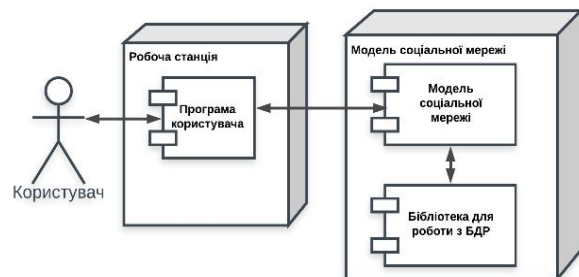 Робоча станція
Модель соціальної мережі
Програма
користувача
Модель
соціальної
мережі
Користувач
Бібліотека для
роботи з БДР